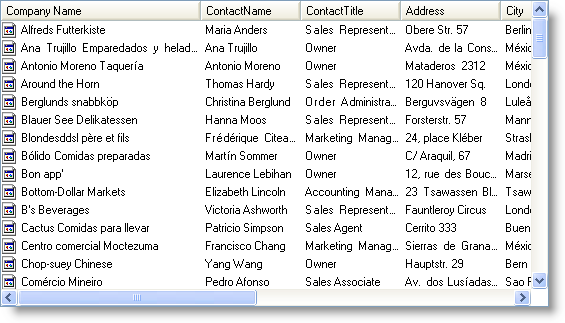 Company Name ContactName ContactTitle Address City
Alfreds Futterkiste Maria Anders Sales Represent... Obere Str. 57 Berlin
Ana Trujillo Emparedados y helad... Ana Trujillo Owner Avda. de la Cons... Méxic
Antonio Moreno Taquería Antonio Moreno Owner Mataderos 2312 Méxic
Around the Horn Thomas Hardy Sales Represent... 120 Hanover Sq. Londo
Berglunds snabbköp Christina Berglund Order Administra... Berguvsvägen 8 Luleå
Blauer See Delikatessen Hanna Moos Sales Represent... Forsterstr. 57 Mann
Blondesddsl père et fils Frédérique Citea... Marketing Manag... 24, place Kléber Strasl
Bólido Comidas preparadas Martín Sommer Owner C/ Araquil, 67 Madri
Bon app' Laurence Lebihan Owner 12, rue des Bouc... Marse
Bottom-Dollar Markets Elizabeth Lincoln Accounting Mana... 23 Tsawassen Bl... Tsaw
B's Beverages Victoria Ashworth Sales Represent... Fauntleroy Circus Londo
Cactus Comidas para llevar Patricio Simpson Sales Agent Cerrito 333 Buen
Centro comercial Moctezuma Francisco Chang Marketing Manag... Sierras de Grana... Méxic
Chop-suey Chinese Yang Wang Owner Hauptstr. 29 Bern
Comércio Mineiro Pedro Afonso Sales Associate Av. dos Lusíadas... Sao F